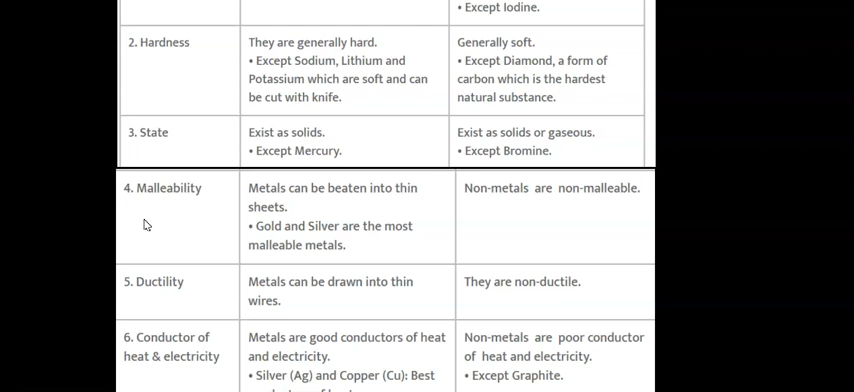 • Except Iodine.
2. Hardness
They are generally hard.
• Except Sodium, Lithium and
Potassium which are soft and can
be cut with knife.
Generally soft.
• Except Diamond, a form of
carbon which is the hardest
natural substance.
3. State
Exist as solids.
• Except Mercury.
Exist as solids or gaseous.
• Except Bromine.
4. Malleability
Metals can be beaten into thin
sheets.
• Gold and Silver are the most
malleable metals.
Non-metals are non-malleable.
5. Ductility
Metals can be drawn into thin
wires.
They are non-ductile.
6. Conductor of
heat & electricity
Metals are good conductors of heat
and electricity.
• Silver (Ag) and Copper (Cu): Best
Non-metals are poor conductor
of heat and electricity.
• Except Graphite.